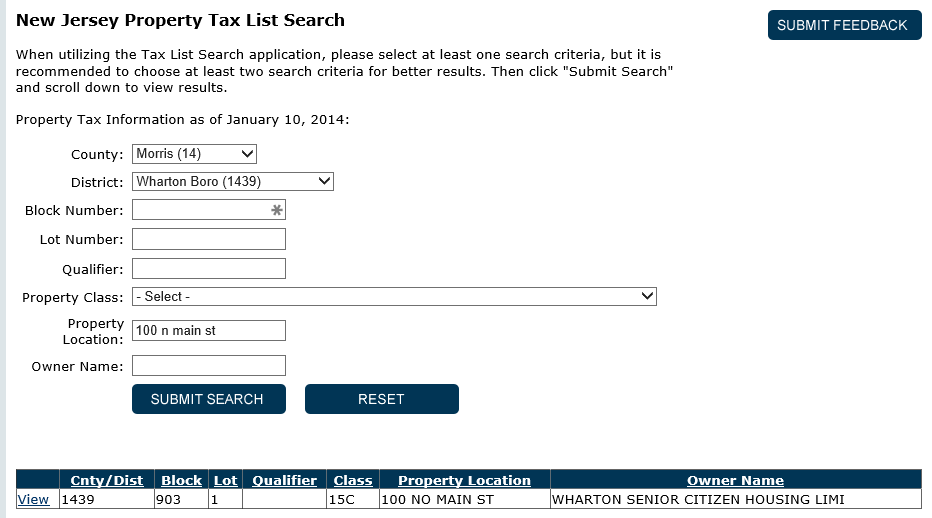 New Jersey Property Tax List Search
SUBMIT FEEDBACK
When utilizing the Tax List Search application, please select at least one search criteria, but it is
recommended to choose at least two search criteria for better results. Then click "Submit Search"
and scroll down to view results.
Property Tax Information as of January 10, 2014:
County: Morris (14)
District: Wharton Boro (1439)
Block Number: *
Lot Number:
Qualifier:
Property Class: - Select -
Property
Location: 100 n main st
Owner Name:
SUBMIT SEARCH RESET
Cnty/Dist Block Lot Qualifier Class Property Location Owner Name
View 1439 903 1 15C 100 NO MAIN ST WHARTON SENIOR CITIZEN HOUSING LIMI